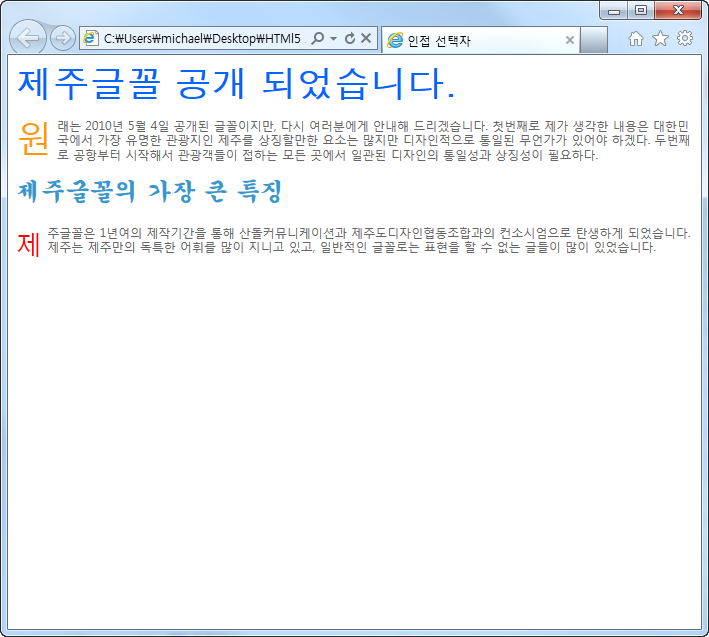 C:₩Users₩michael₩Desktop₩HTMl5
인접 선택자
제주글꼴 공개 되었습니다.
원래는 2010년 5월 4일 공개된 글꼴이지만, 다시 여러분에게 안내해 드리겠습니다. 첫번째로 제가 생각한 내용은 대한민
국에서 가장 유명한 관광지인 제주를 상징할만한 요소는 많지만 디자인적으로 통일된 무언가가 있어야 하겠다. 두번째
로 공항부터 시작해서 관광객들이 접하는 모든 곳에서 일관된 디자인의 통일성과 상징성이 필요하다.
제주글꼴의 가장 큰 특징
제주글꼴은 1년여의 제작기간을 통해 산돌커뮤니케이션과 제주도디자인협동조합과의 컨소시엄으로 탄생하게 되었습니다.
제주는 제주만의 독특한 어휘를 많이 지니고 있고, 일반적인 글꼴로는 표현을 할 수 없는 글들이 많이 있었습니다.